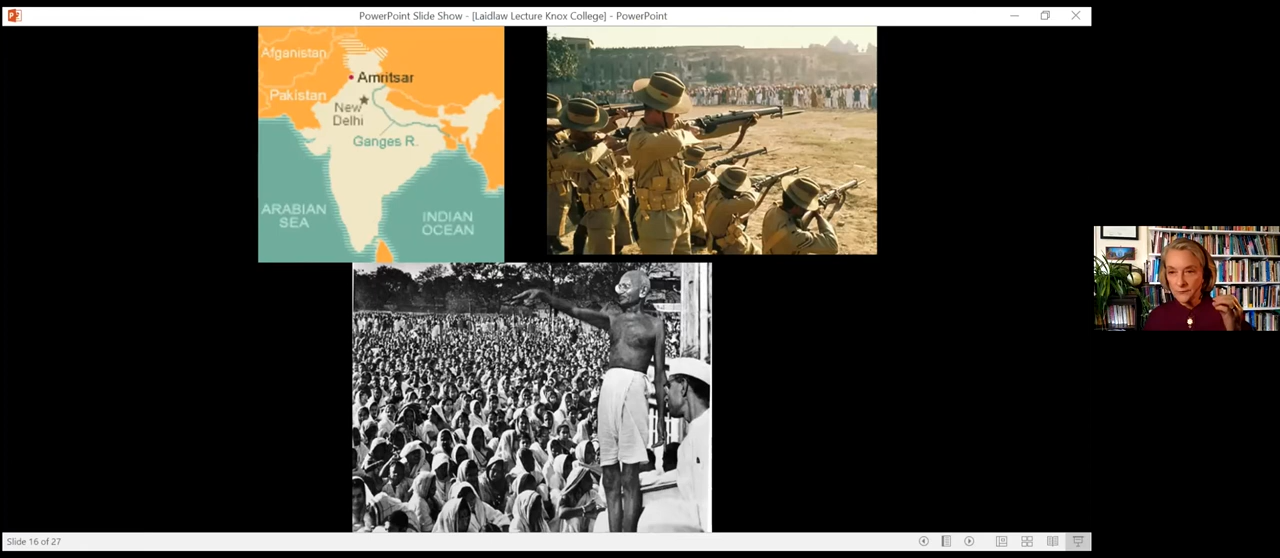 PowerPoint Slide Show - [Laidlaw Lecture Knox College] - PowerPoint
Afganistan
Amritsar
Pakistan
New
Delhi
Ganges R.
ARABIAN
SEA
INDIAN
OCEAN
Slide 16 of 27